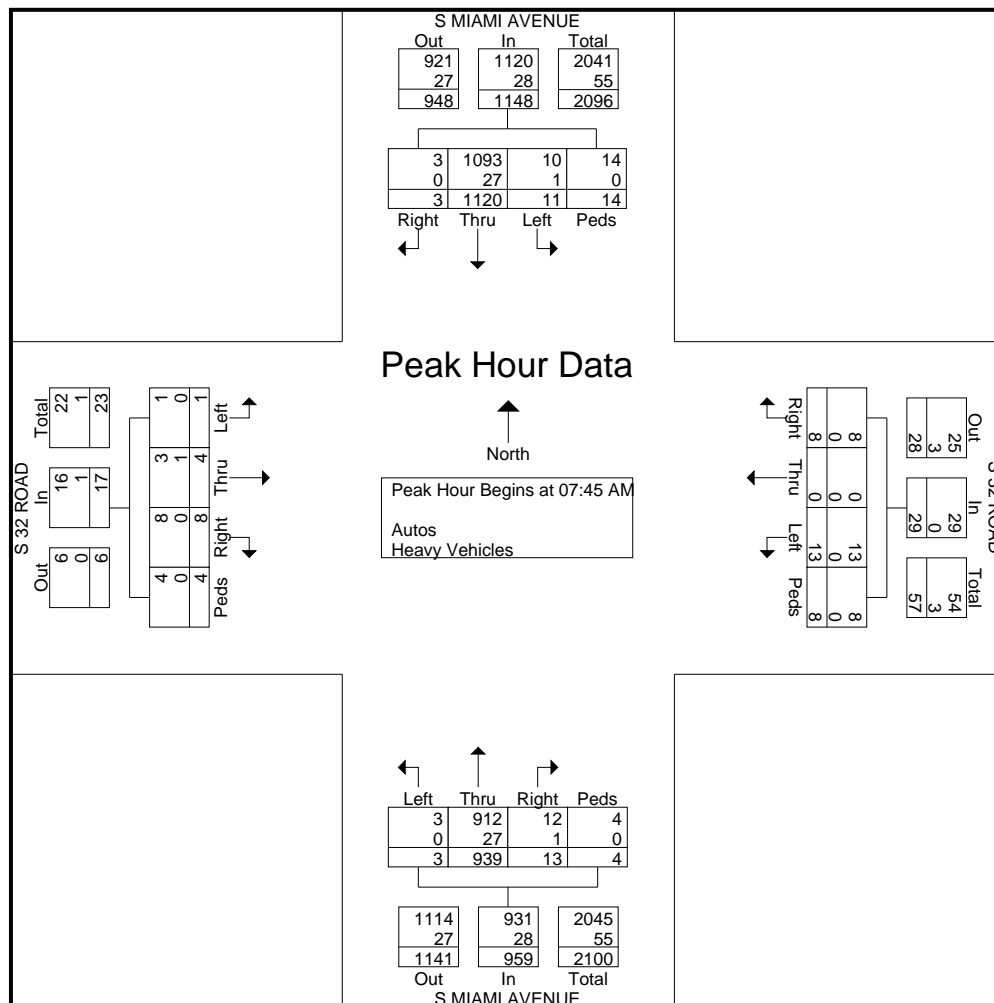 S MIAMI AVENUE
Out In Total
921 1120 2041
27 28 55
948 1148 2096
3 1093 10 14
0 27 1 0
3 1120 11 14
Right Thru Left Peds
Peak Hour Data
North
Peak Hour Begins at 07:45 AM
Autos
Heavy Vehicles
S 32 ROAD
Out In Total
6 16 22
0 1 1
6 17 23
4 8 3 1
0 0 1 0
4 8 4 1
Peds Right Thru Left
S 32 ROAD
Out In Total
25 29 54
3 0 3
28 29 57
8 0 13 8
0 0 0 0
8 0 13 8
Right Thru Left Peds
Left Thru Right Peds
3 912 12 4
0 27 1 0
3 939 13 4
1114 931 2045
27 28 55
1141 959 2100
Out In Total
S MIAMI AVENUE